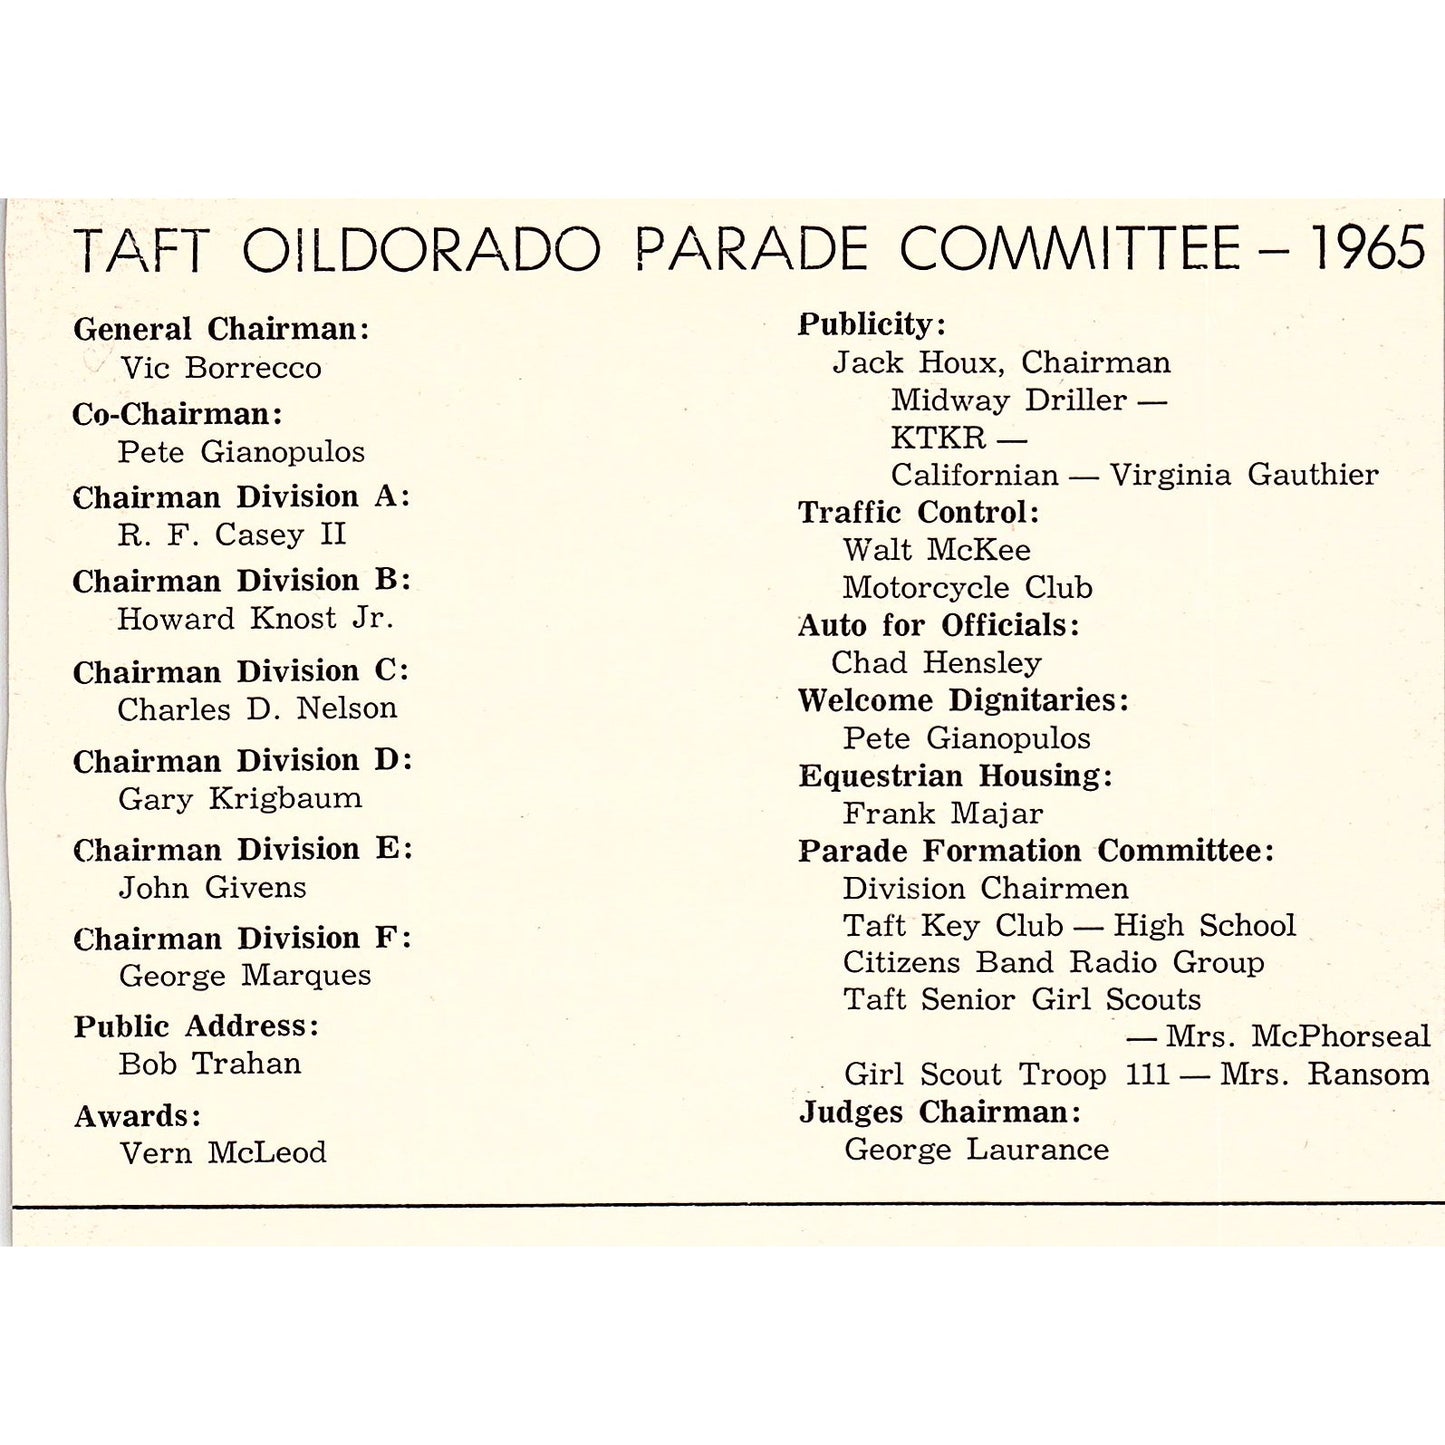 TAFT OILDORADO PARADE COMMITTEE – 1965
General Chairman:
Vic Borrecco
Co-Chairman:
Pete Gianopulos
Chairman Division A:
R. F. Casey II
Chairman Division B:
Howard Knost Jr.
Chairman Division C:
Charles D. Nelson
Chairman Division D:
Gary Krigbaum
Chairman Division E:
John Givens
Chairman Division F:
George Marques
Public Address:
Bob Trahan
Awards:
Vern McLeod
Publicity:
Jack Houx, Chairman
Midway Driller —
KTKR —
Californian — Virginia Gauthier
Traffic Control:
Walt McKee
Motorcycle Club
Auto for Officials:
Chad Hensley
Welcome Dignitaries:
Pete Gianopulos
Equestrian Housing:
Frank Majar
Parade Formation Committee:
Division Chairmen
Taft Key Club — High School
Citizens Band Radio Group
Taft Senior Girl Scouts
— Mrs. McPhorseal
Girl Scout Troop 111 — Mrs. Ransom
Judges Chairman:
George Laurance